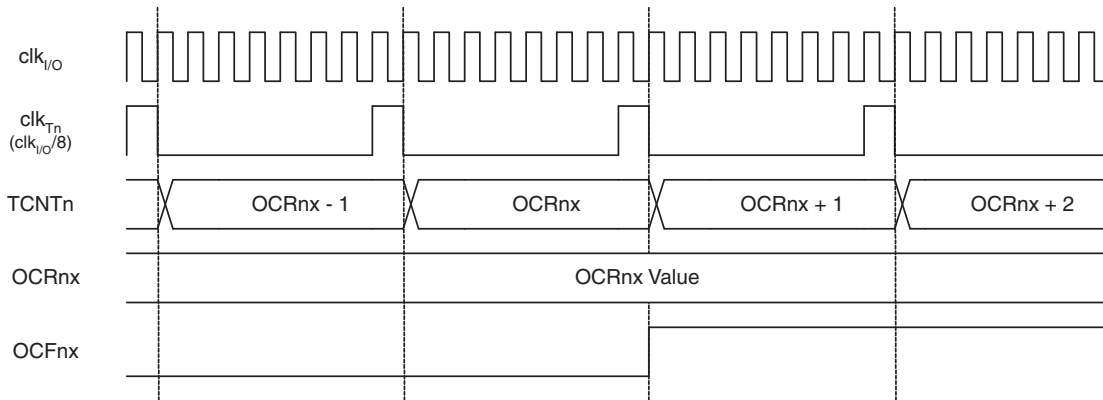 clkI/O
clkTn
(clkI/O/8)
TCNTn OCRnx - 1 OCRnx OCRnx + 1 OCRnx + 2
OCRnx OCRnx Value
OCFnx